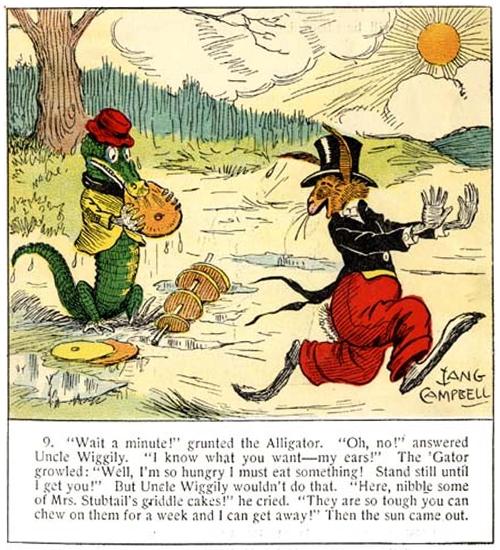 LANG
CAMPBELL
9. "Wait a minute!" grunted the Alligator. "Oh, no!" answered
Uncle Wiggily. "I know what you want—my ears!" The 'Gator
growled: "Well, I'm so hungry I must eat something! Stand still until
I get you!" But Uncle Wiggily wouldn't do that. "Here, nibble some
of Mrs. Stubtail's griddle cakes!" he cried. "They are so tough you can
chew on them for a week and I can get away!" Then the sun came out.